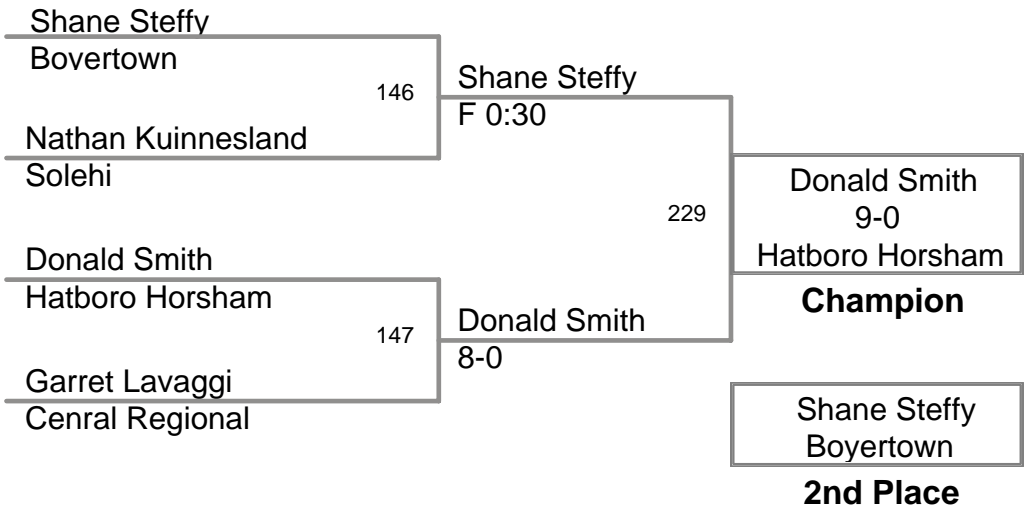 Shane Steffy
Boyertown
146
Shane Steffy
F 0:30
Nathan Kuinnesland
Solehi
229
Donald Smith
9-0
Hatboro Horsham
Champion
Donald Smith
Hatboro Horsham
147
Donald Smith
8-0
Garret Lavaggi
Cenral Regional
Shane Steffy
Boyertown
2nd Place